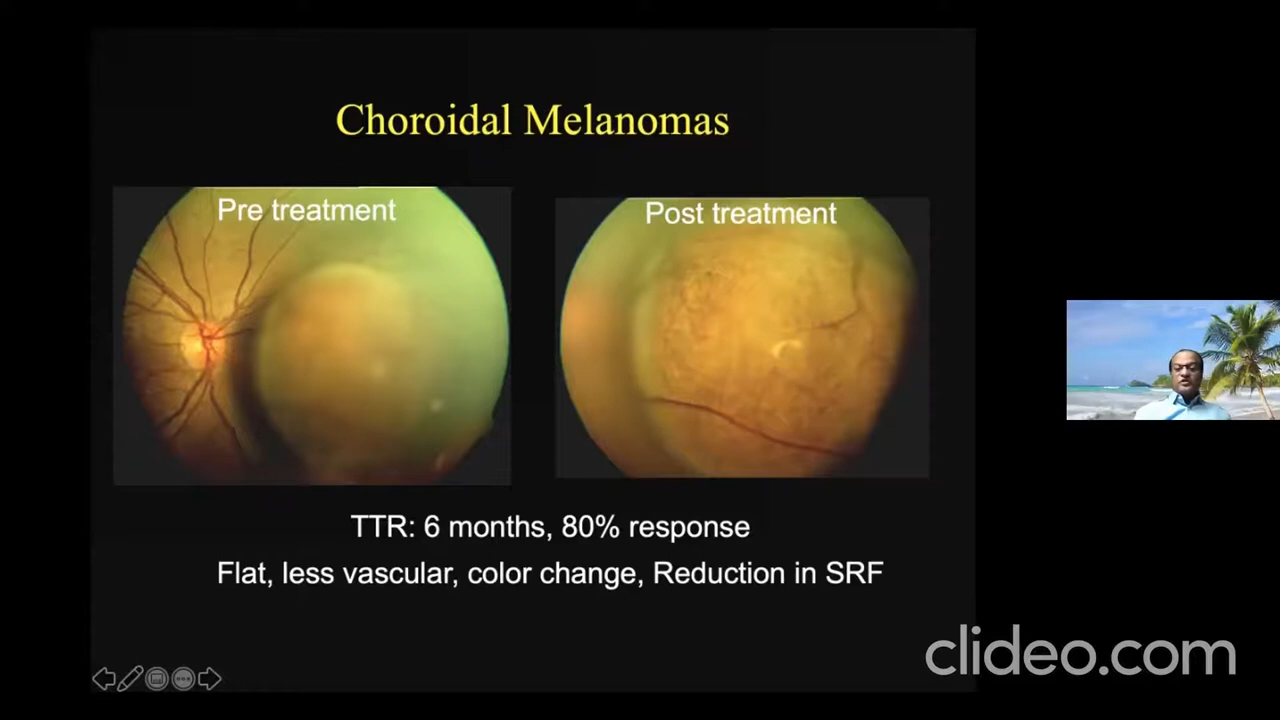 Choroidal Melanomas
Pre treatment
Post treatment
TTR: 6 months, 80% response
Flat, less vascular, color change, Reduction in SRF
clideo.com